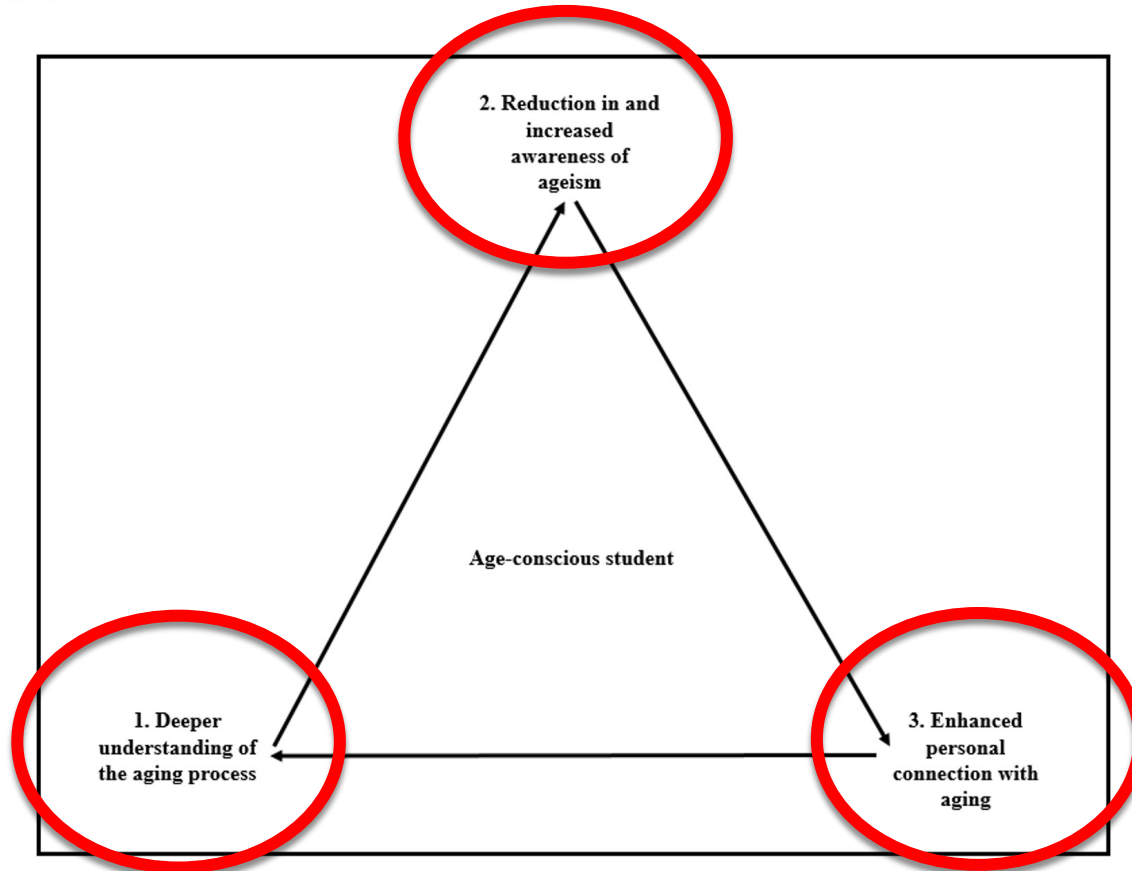 2. Reduction in and
increased
awareness of
ageism
Age-conscious student
1. Deeper
understanding of
the aging process
3. Enhanced
personal
connection with
aging